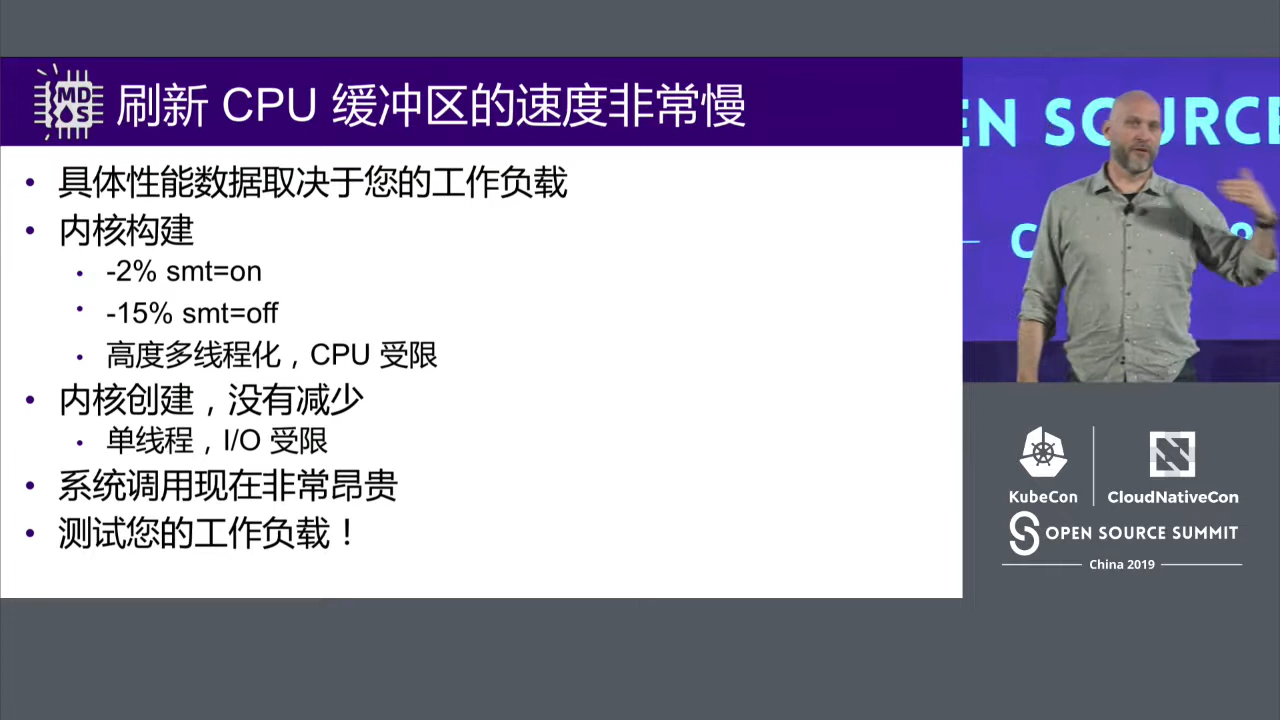 MD
S
刷新 CPU 缓冲区的速度非常慢
• 具体性能数据取决于您的工作负载
• 内核构建
• -2% smt=on
• -15% smt=off
• 高度多线程化，CPU 受限
• 内核创建，没有减少
• 单线程，I/O 受限
• 系统调用现在非常昂贵
• 测试您的工作负载！
EN SOURCE
C
KubeCon
CloudNativeCon
OPEN SOURCE SUMMIT
China 2019